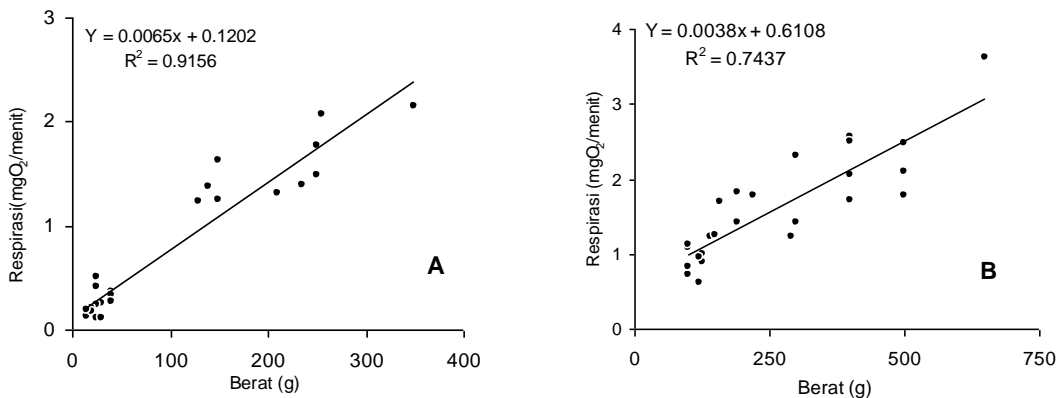 Y = 0.0065x + 0.1202
R² = 0.9156
3
2
1
0
0 100 200 300 400
Respirasi(mgO₂/menit)
Berat (g)
A
Y = 0.0038x + 0.6108
R² = 0.7437
4
3
2
1
0
0 250 500 750
Respirasi (mgO₂/menit)
Berat (g)
B